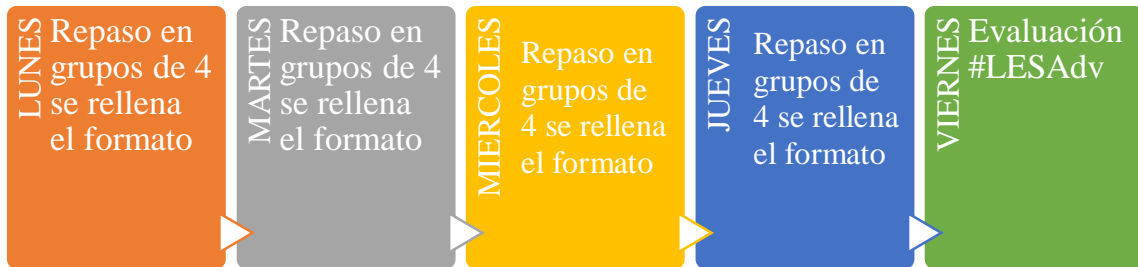 LUNES
Repaso en
grupos de 4
se rellena
el formato
MARTES
Repaso en
grupos de 4
se rellena
el formato
MIERCOLES
Repaso en
grupos de
4 se rellena
el formato
JUEVES
Repaso en
grupos de
4 se rellena
el formato
VIERNES
Evaluación
#LESAdv